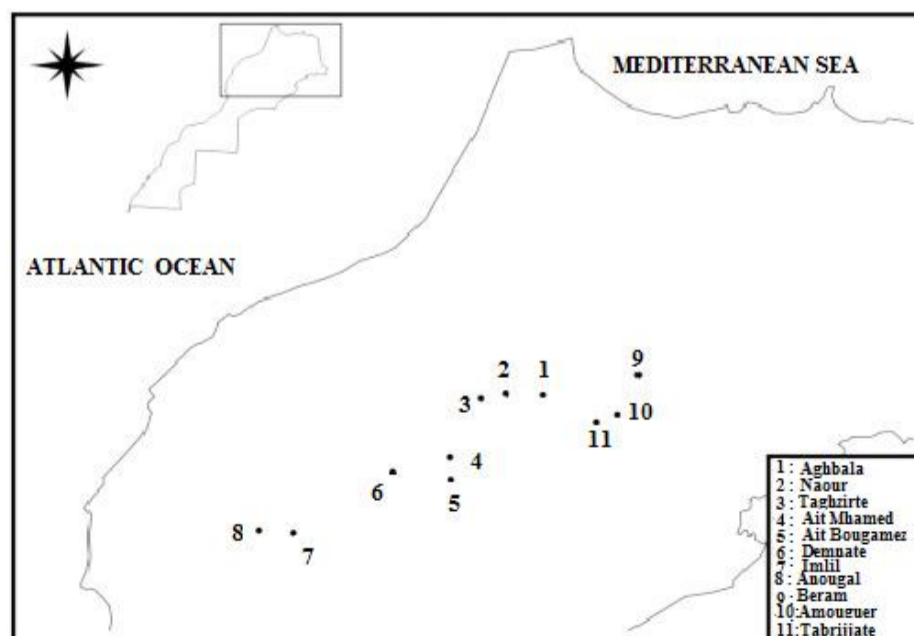 MEDITERRANEAN SEA
ATLANTIC OCEAN
9
2
1
3
10
11
4
6
5
8
7
1 : Aghbala
2 : Naour
3 : Taghzirte
4 : Ait Mhamed
5 : Ait Bougamez
6 : Demnate
7 : Imlil
8 : Anougal
9 : Beram
10: Amouguer
11: Tabrijiate